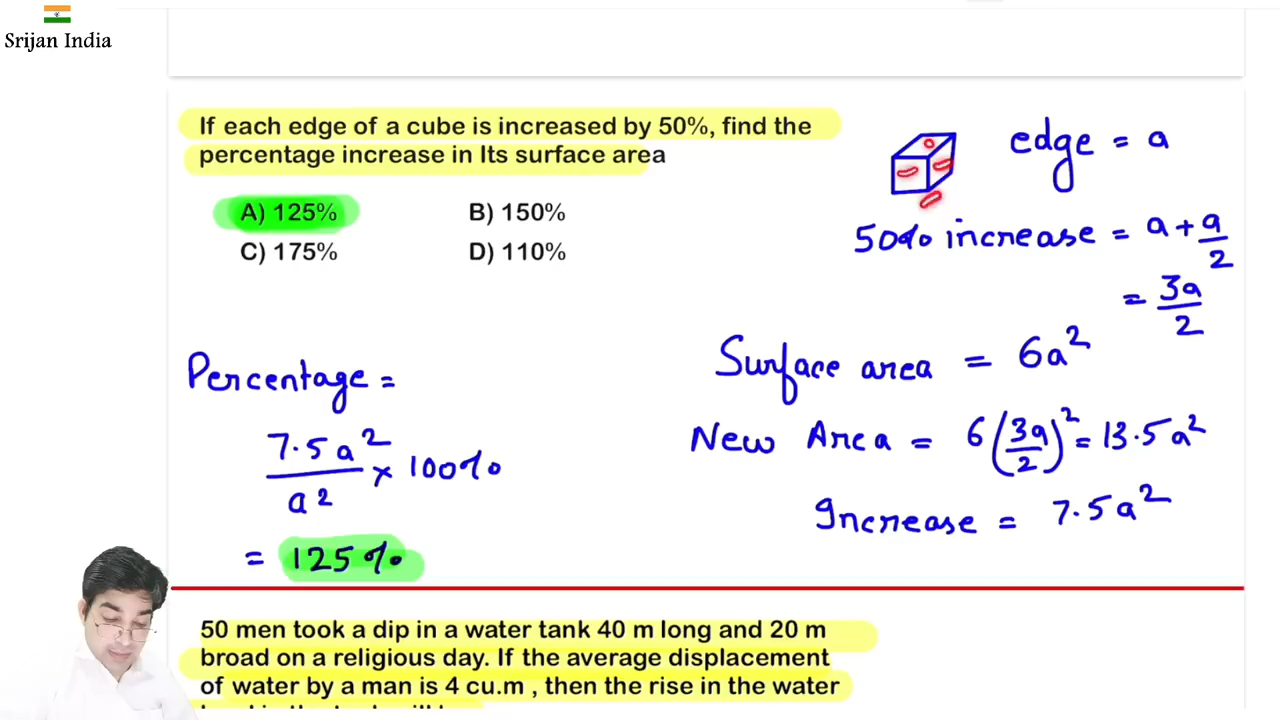 Srijan India
If each edge of a cube is increased by 50%, find the
percentage increase in Its surface area
A) 125% B) 150%
C) 175% D) 110%
edge = a
50% increase = a + a/2
= 3a/2
Surface area = 6a²
New Area = 6(3a/2)² = 13.5a²
Increase = 7.5a²
Percentage =
7.5a²/a² × 100%
= 125%
50 men took a dip in a water tank 40 m long and 20 m
broad on a religious day. If the average displacement
of water by a man is 4 cu.m , then the rise in the water